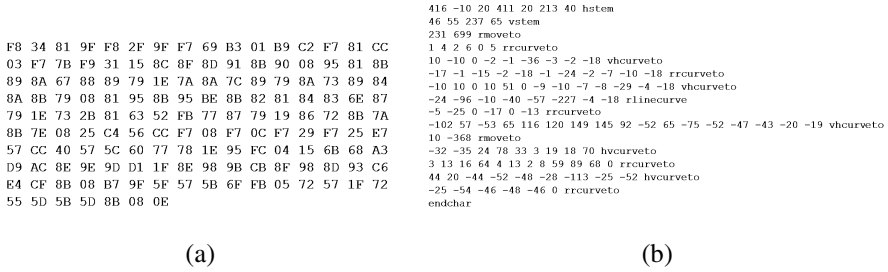 F8 34 81 9F F8 2F 9F F7 69 B3 01 B9 C2 F7 81 CC
03 F7 7B F9 31 15 8C 8F 8D 91 8B 90 08 95 81 8B
89 8A 67 88 89 79 1E 7A 8A 7C 89 79 8A 73 89 84
8A 8B 79 08 81 95 8B 95 BE 8B 82 81 84 83 6E 87
79 1E 73 2B 81 63 52 FB 77 87 79 19 86 72 8B 7A
8B 7E 08 25 C4 56 CC F7 08 F7 0C F7 29 F7 25 E7
57 CC 40 57 5C 60 77 78 1E 95 FC 04 15 6B 68 A3
D9 AC 8E 9E 9D D1 1F 8E 98 9B CB 8F 98 8D 93 C6
E4 CF 8B 08 B7 9F 5F 57 5B 6F FB 05 72 57 1F 72
55 5D 5B 5D 8B 08 0E
(a)
416 -10 20 411 20 213 40 hstem
46 55 237 65 vstem
231 699 rmoveto
1 4 2 6 0 5 rrcurveto
10 -10 0 -2 -1 -36 -3 -2 -18 vhcurveto
-17 -1 -15 -2 -18 -1 -24 -2 -7 -10 -18 rrcurveto
-10 10 0 10 51 0 -9 -10 -7 -8 -29 -4 -18 vhcurveto
-24 -96 -10 -40 -57 -227 -4 -18 rlinecurve
-5 -25 0 -17 0 -13 rrcurveto
-102 57 -53 65 116 120 149 145 92 -52 65 -75 -52 -47 -43 -20 -19 vhcurveto
10 -368 rmoveto
-32 -35 24 78 33 3 19 18 70 hvcurveto
3 13 16 64 4 13 2 8 59 89 68 0 rrcurveto
44 20 -44 -52 -48 -28 -113 -25 -52 hvcurveto
-25 -54 -46 -48 -46 0 rrcurveto
endchar
(b)